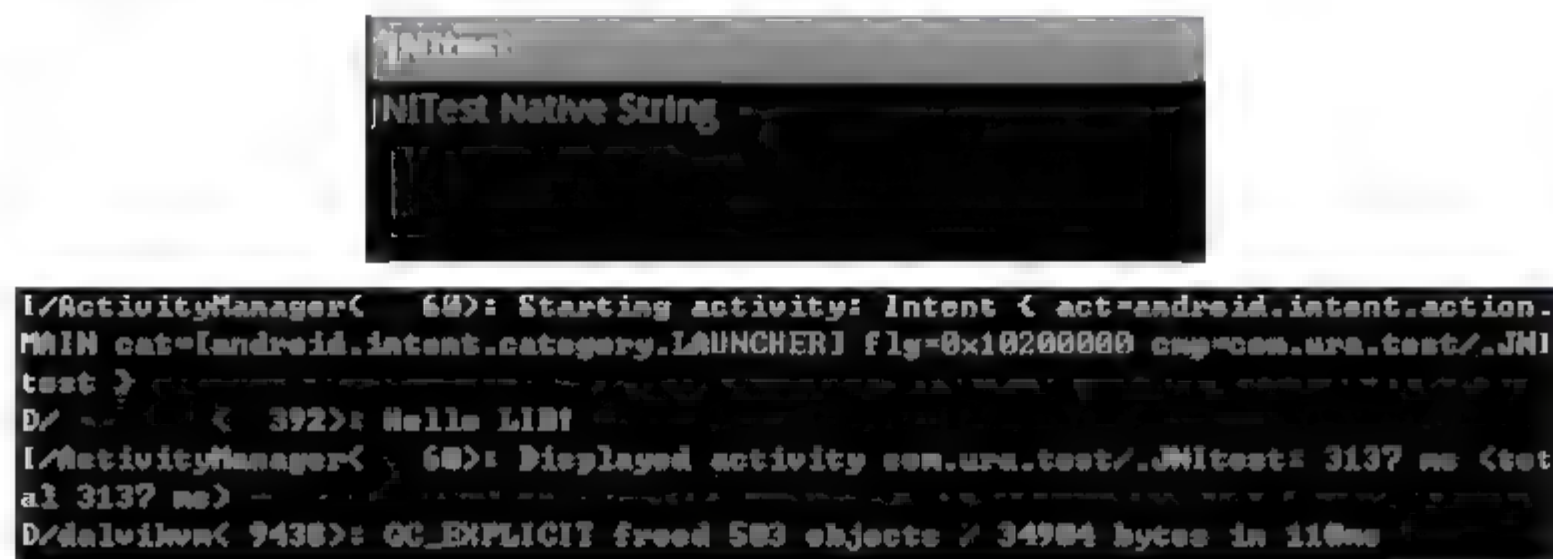 JNITest
JNITest Native String
I/ActivityManager( 60): Starting activity: Intent { act=android.intent.action.
MAIN cat=[android.intent.category.LAUNCHER] flg=0x10200000 cmp=com.ura.test/.JNI
test }
D/ ( 392): Hello LIB!
I/ActivityManager( 60): Displayed activity com.ura.test/.JNItest: 3137 ms (tot
al 3137 ms)
D/dalvikvm( 9430): GC_EXPLICIT freed 503 objects / 34904 bytes in 110ms